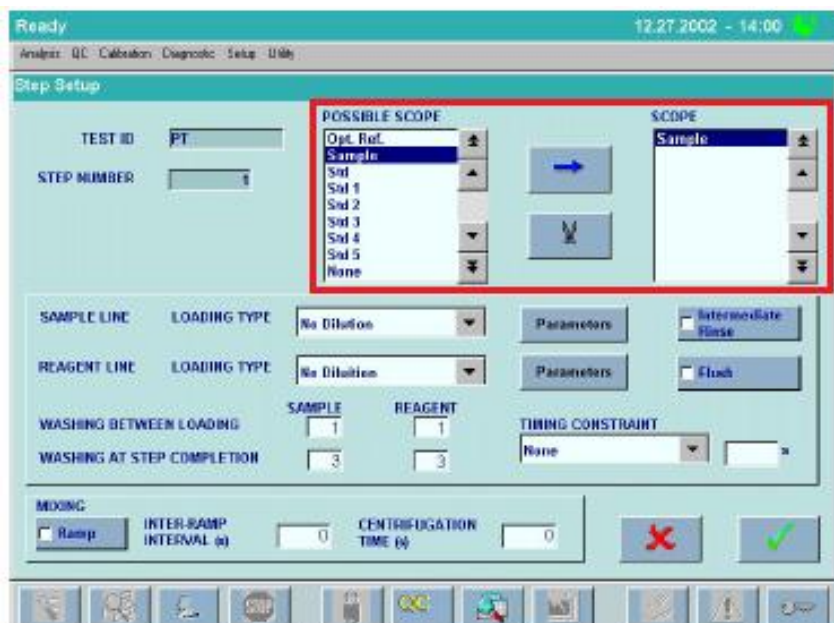 Ready 12.27.2002 - 14:00
Analysis QC Calibration Diagnostic Setup Utility
Step Setup
POSSIBLE SCOPE SCOPE
TEST ID PT
STEP NUMBER 1
Opt. Ref.
Sample
Std
Std 1
Std 2
Std 3
Std 4
Std 5
None
Sample
SAMPLE LINE LOADING TYPE No Dilution Parameters Intermediate
Rinse
REAGENT LINE LOADING TYPE No Diluition Parameters Flush
SAMPLE REAGENT
WASHING BETWEEN LOADING 1 1 TIMING CONSTRAINT
WASHING AT STEP COMPLETION 3 3 None s
MIXING
Ramp INTER-RAMP
INTERVAL (s) 0 CENTRIFUGATION
TIME (s) 0
STOP QC